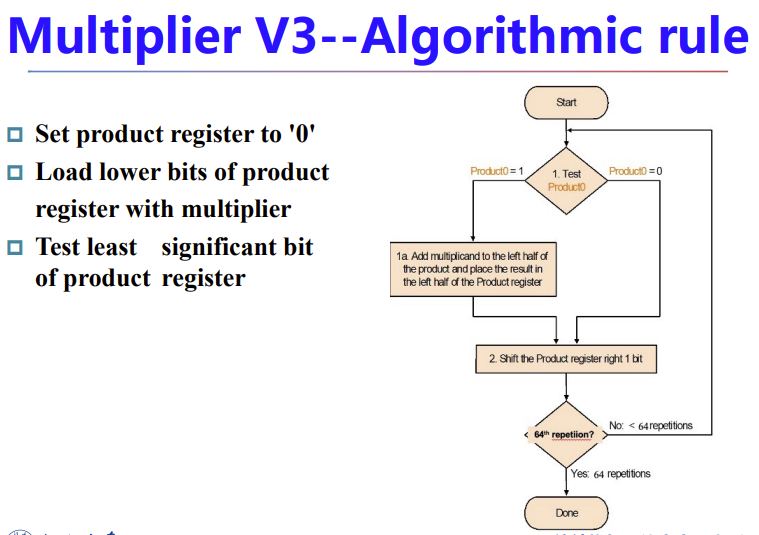 Multiplier V3--Algorithmic rule
Set product register to '0'
Load lower bits of product
register with multiplier
Test least significant bit
of product register
Start
Product0 = 1
1. Test
Product0
Product0 = 0
1a. Add multiplicand to the left half of
the product and place the result in
the left half of the Product register
2. Shift the Product register right 1 bit
64th repetiion?
No: < 64 repetitions
Yes: 64 repetitions
Done